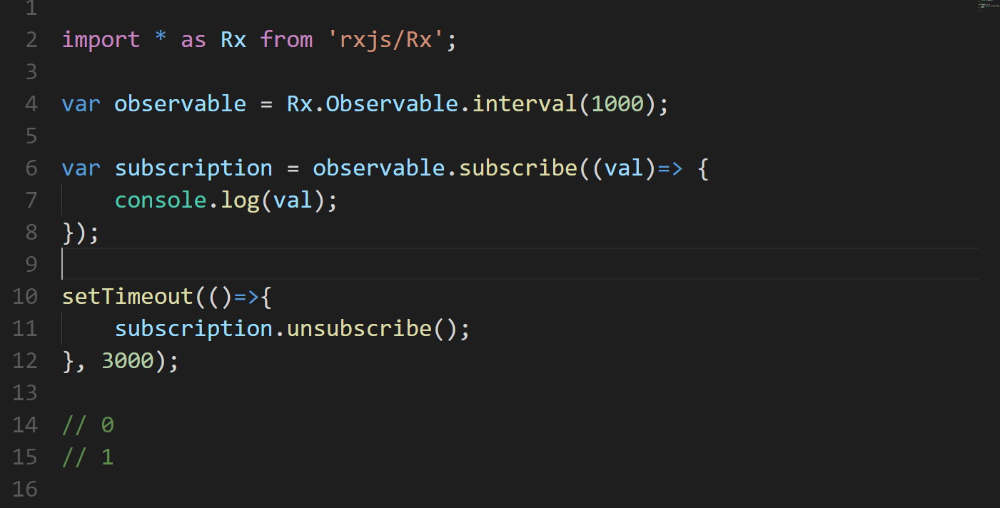 1
2 import * as Rx from 'rxjs/Rx';
3
4 var observable = Rx.Observable.interval(1000);
5
6 var subscription = observable.subscribe((val)=> {
7     console.log(val);
8 });
9
10 setTimeout(()=>{
11     subscription.unsubscribe();
12 }, 3000);
13
14 // 0
15 // 1
16